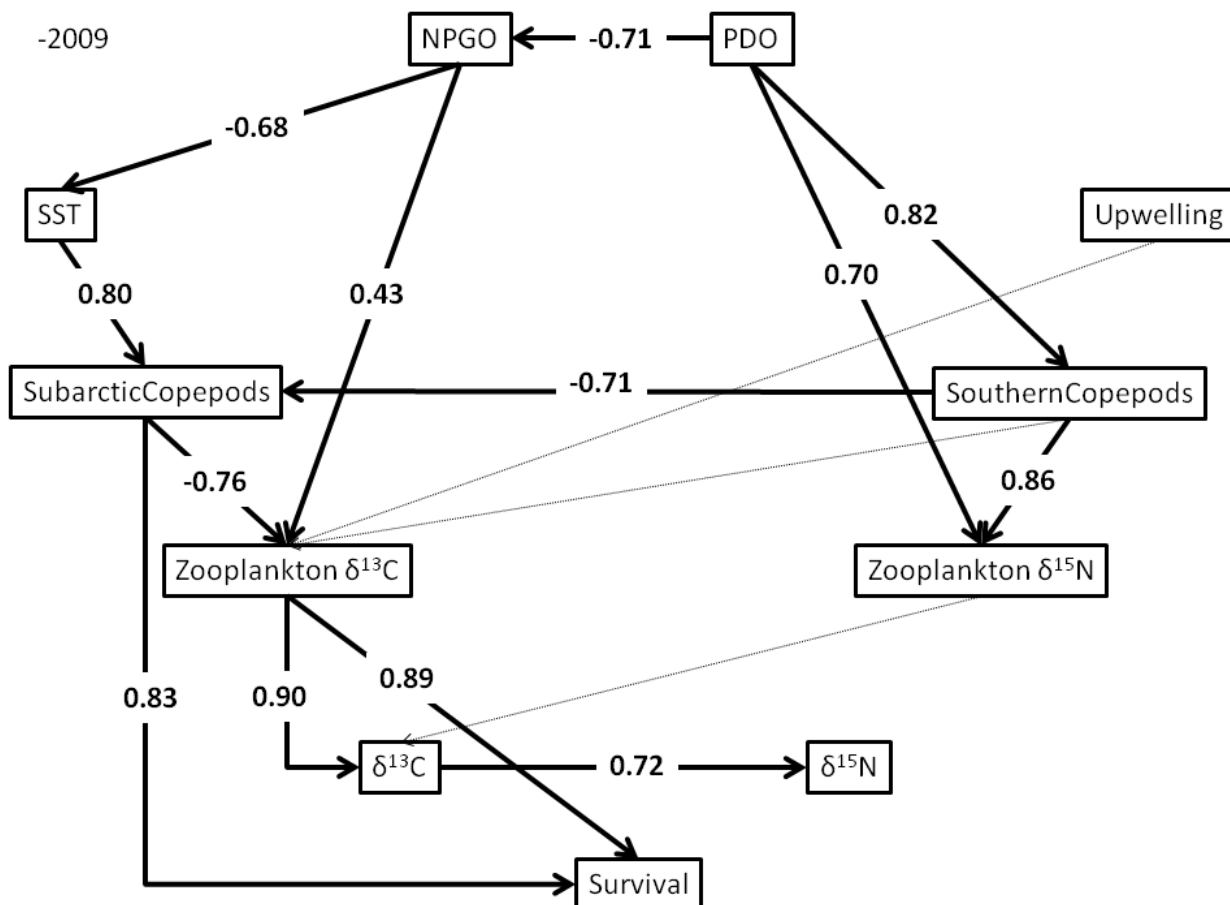 -2009
NPGO
-0.71
PDO
-0.68
SST
0.82
Upwelling
0.80
0.43
0.70
SubarcticCopepods
-0.71
SouthernCopepods
-0.76
0.86
Zooplankton δ¹³C
Zooplankton δ¹⁵N
0.83
0.90
0.89
δ¹³C
0.72
δ¹⁵N
Survival